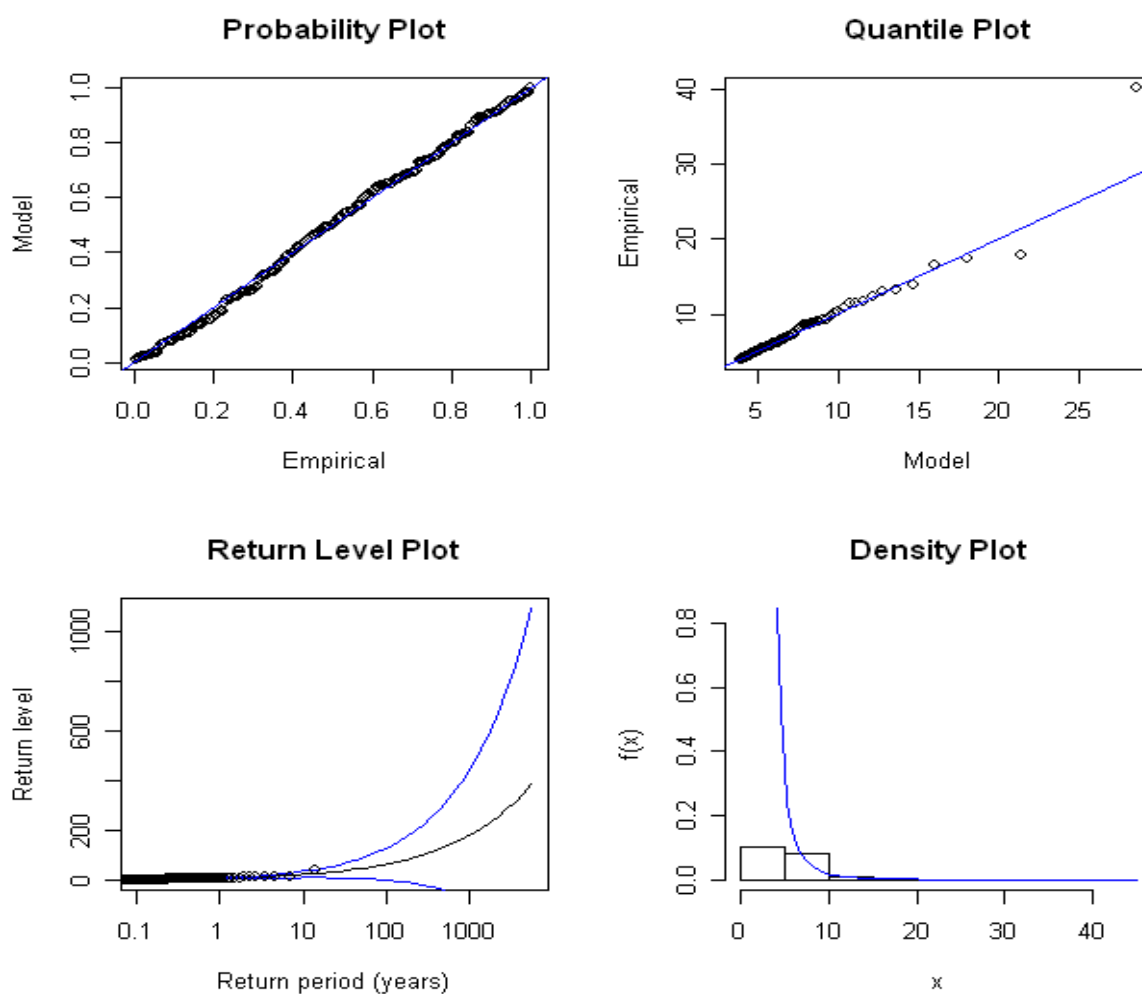 Probability Plot
Model
0.0 0.2 0.4 0.6 0.8 1.0
0.0 0.2 0.4 0.6 0.8 1.0
Empirical
Quantile Plot
Empirical
10 20 30 40
5 10 15 20 25
Model
Return Level Plot
Return level
0 200 600 1000
0.1 1 10 100 1000
Return period (years)
Density Plot
f(x)
0.0 0.2 0.4 0.6 0.8
0 10 20 30 40
x